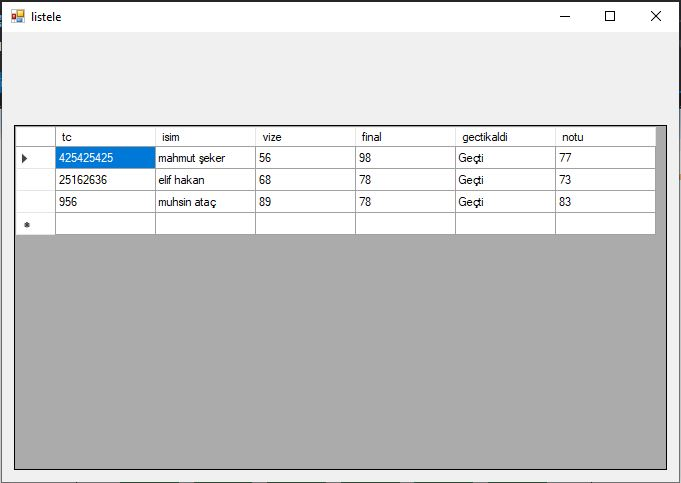 listele
tc isim vize final gectikaldi notu
425425425 mahmut şeker 56 98 Geçti 77
25162636 elif hakan 68 78 Geçti 73
956 muhsin ataç 89 78 Geçti 83